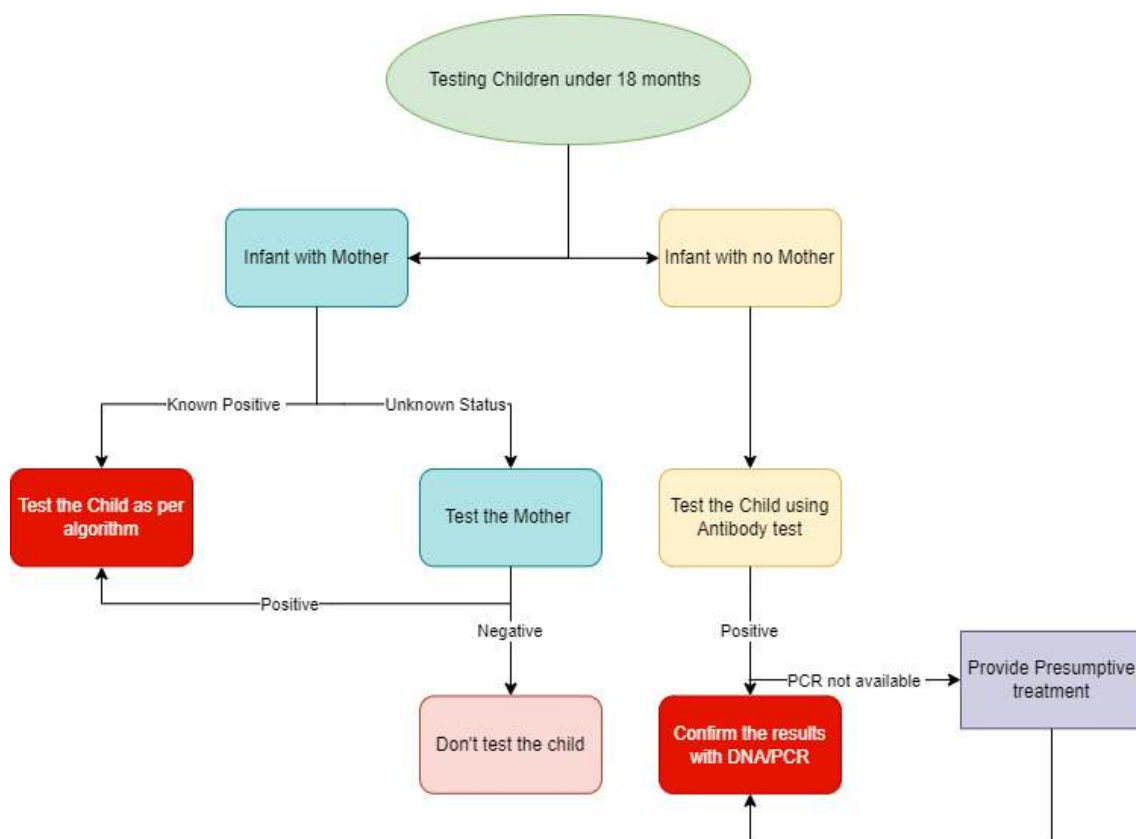 Testing Children under 18 months
Infant with Mother
Infant with no Mother
Known Positive
Unknown Status
Test the Child as per
algorithm
Test the Mother
Test the Child using
Antibody test
Positive
Negative
Positive
PCR not available
Provide Presumptive
treatment
Don't test the child
Confirm the results
with DNA/PCR